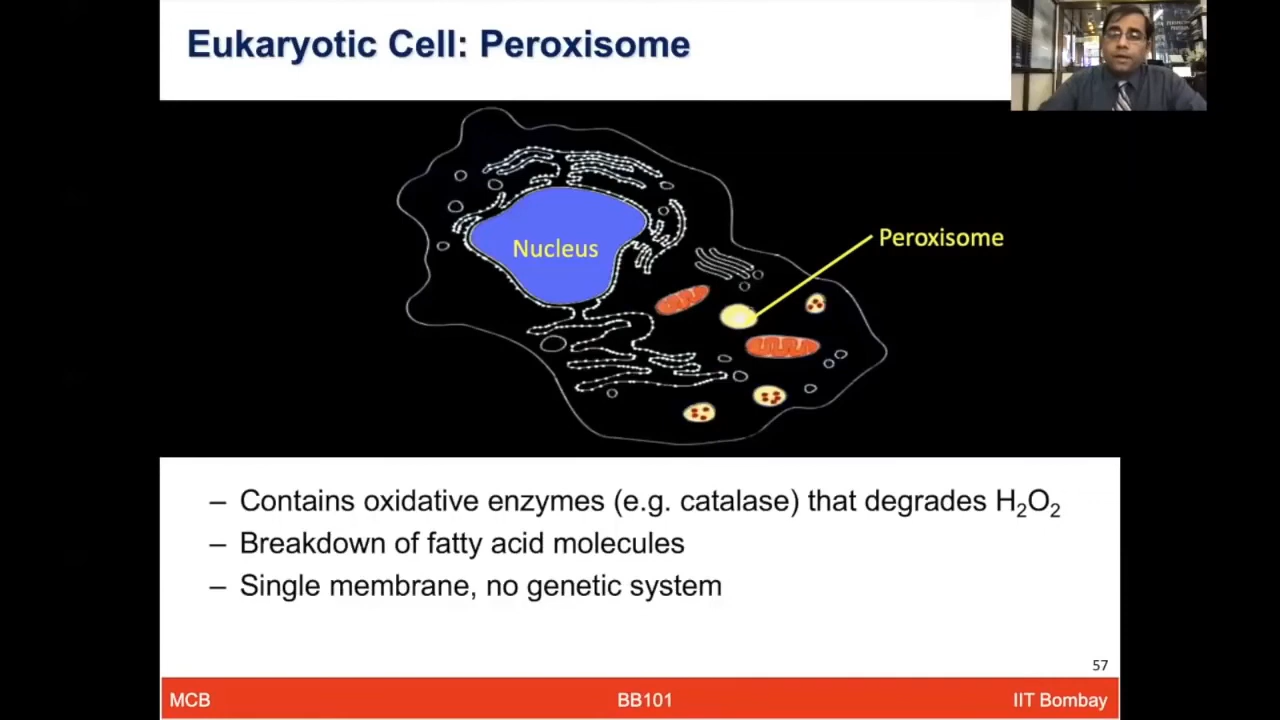 Eukaryotic Cell: Peroxisome
Peroxisome
Nucleus
– Contains oxidative enzymes (e.g. catalase) that degrades H₂O₂
– Breakdown of fatty acid molecules
– Single membrane, no genetic system
57
MCB BB101 IIT Bombay